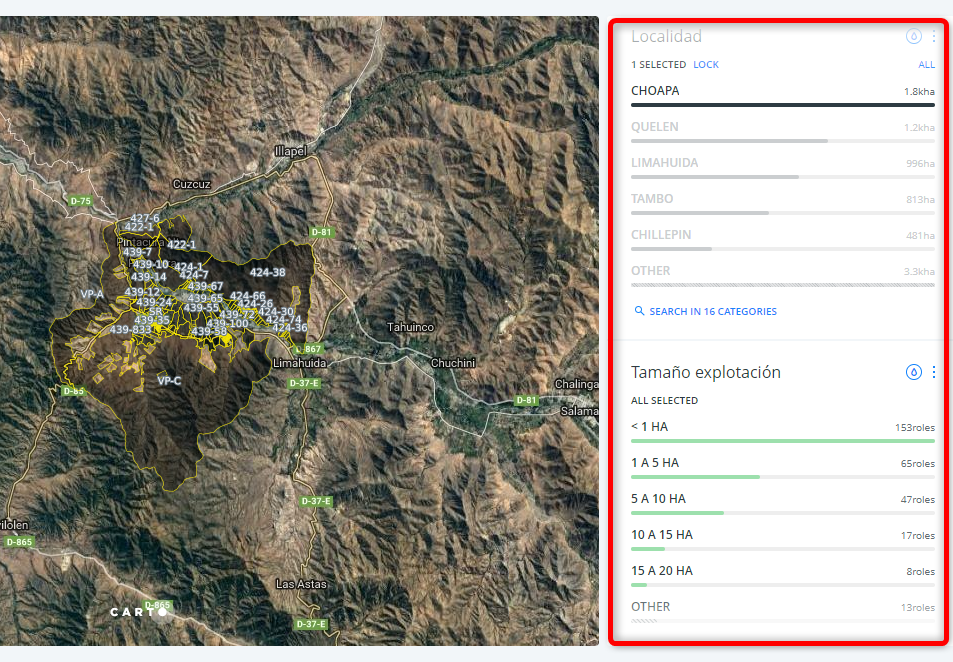 Illapel
Cuzcuz
D-75
427-6
422-1
D-81
422-1
439-7
439-10
424-1
439-14
424-7
424-38
439-67
VP-A
439-12
439-65
424-66
439-24
424-26
439-55
SR
439-72
424-30
439-35
439-100
424-74
439-833
439-58
424-36
Tahuinco
D-867
Limahuida
Chuchini
VP-C
D-37-E
Chalinga
D-85
D-81
Salama
D-37-E
vilolen
D-865
Las Astas
D-865
CARTO
D-37-E
Localidad
1 SELECTED LOCK ALL
CHOAPA 1.8kha
QUELEN 1.2kha
LIMAHUIDA 996ha
TAMBO 813ha
CHILLEPIN 481ha
OTHER 3.3kha
SEARCH IN 16 CATEGORIES
Tamaño explotación
ALL SELECTED
< 1 HA 153roles
1 A 5 HA 65roles
5 A 10 HA 47roles
10 A 15 HA 17roles
15 A 20 HA 8roles
OTHER 13roles